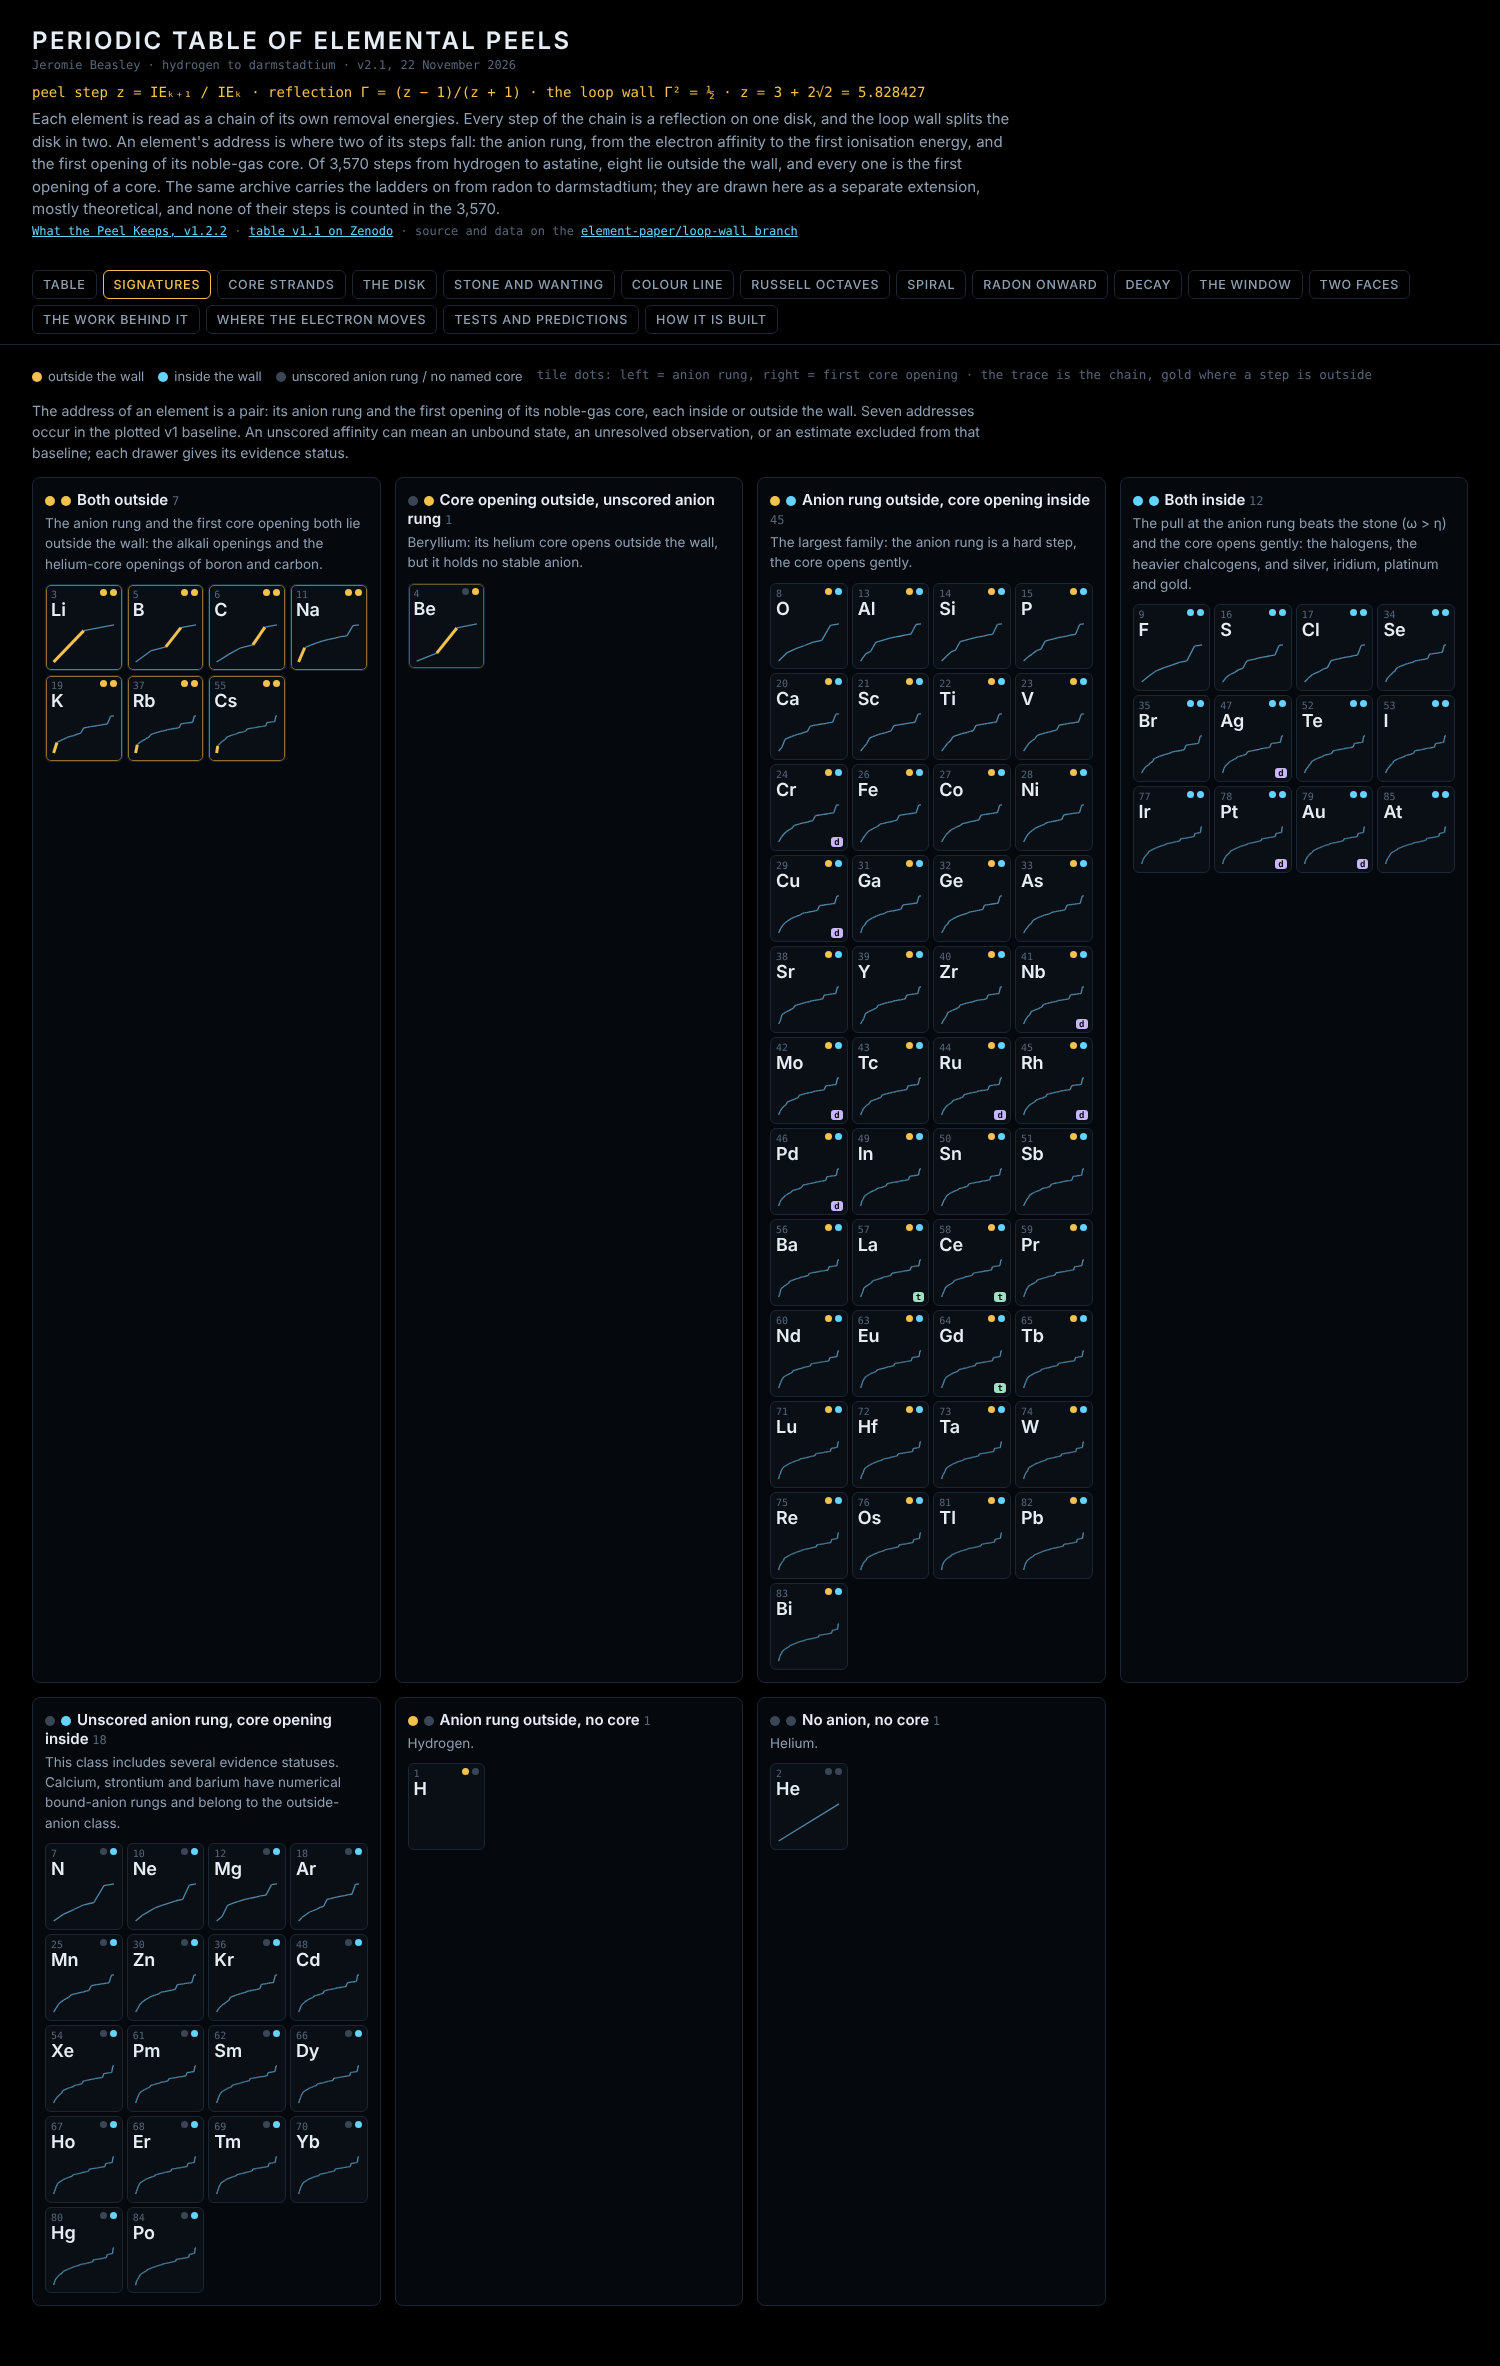 PERIODIC TABLE OF ELEMENTAL PEELS
Jeromie Beasley · hydrogen to darmstadtium · v2.1, 22 November 2026
peel step z = IEₖ₊₁ / IEₖ · reflection Γ = (z − 1)/(z + 1) · the loop wall Γ² = ½ · z = 3 + 2√2 = 5.828427
Each element is read as a chain of its own removal energies. Every step of the chain is a reflection on one disk, and the loop wall splits the
disk in two. An element's address is where two of its steps fall: the anion rung, from the electron affinity to the first ionisation energy, and
the first opening of its noble-gas core. Of 3,570 steps from hydrogen to astatine, eight lie outside the wall, and every one is the first
opening of a core. The same archive carries the ladders on from radon to darmstadtium; they are drawn here as a separate extension,
mostly theoretical, and none of their steps is counted in the 3,570.
What the Peel Keeps, v1.2.2 · table v1.1 on Zenodo · source and data on the element-paper/loop-wall branch
TABLE SIGNATURES CORE STRANDS THE DISK STONE AND WANTING COLOUR LINE RUSSELL OCTAVES SPIRAL RADON ONWARD DECAY THE WINDOW TWO FACES
THE WORK BEHIND IT WHERE THE ELECTRON MOVES TESTS AND PREDICTIONS HOW IT IS BUILT
outside the wall inside the wall unscored anion rung / no named core tile dots: left = anion rung, right = first core opening · the trace is the chain, gold where a step is outside
The address of an element is a pair: its anion rung and the first opening of its noble-gas core, each inside or outside the wall. Seven addresses
occur in the plotted v1 baseline. An unscored affinity can mean an unbound state, an unresolved observation, or an estimate excluded from that
baseline; each drawer gives its evidence status.
Both outside 7
The anion rung and the first core opening both lie
outside the wall: the alkali openings and the
helium-core openings of boron and carbon.
3 5 6 11
Li B C Na
19 37 55
K Rb Cs
Core opening outside, unscored anion
rung 1
Beryllium: its helium core opens outside the wall,
but it holds no stable anion.
4
Be
Anion rung outside, core opening inside
45
The largest family: the anion rung is a hard step,
the core opens gently.
8 13 14 15
O Al Si P
20 21 22 23
Ca Sc Ti V
24 26 27 28
Cr Fe Co Ni
d
29 31 32 33
Cu Ga Ge As
d
38 39 40 41
Sr Y Zr Nb
d
42 43 44 45
Mo Tc Ru Rh
d d d
46 49 50 51
Pd In Sn Sb
d
56 57 58 59
Ba La Ce Pr
t t
60 63 64 65
Nd Eu Gd Tb
t
71 72 73 74
Lu Hf Ta W
75 76 81 82
Re Os Tl Pb
83
Bi
Both inside 12
The pull at the anion rung beats the stone (ω > η)
and the core opens gently: the halogens, the
heavier chalcogens, and silver, iridium, platinum
and gold.
9 16 17 34
F S Cl Se
35 47 52 53
Br Ag Te I
d
77 78 79 85
Ir Pt Au At
d d
Unscored anion rung, core opening
inside 18
This class includes several evidence statuses.
Calcium, strontium and barium have numerical
bound-anion rungs and belong to the outside-
anion class.
7 10 12 18
N Ne Mg Ar
25 30 36 48
Mn Zn Kr Cd
54 61 62 66
Xe Pm Sm Dy
67 68 69 70
Ho Er Tm Yb
80 84
Hg Po
Anion rung outside, no core 1
Hydrogen.
1
H
No anion, no core 1
Helium.
2
He